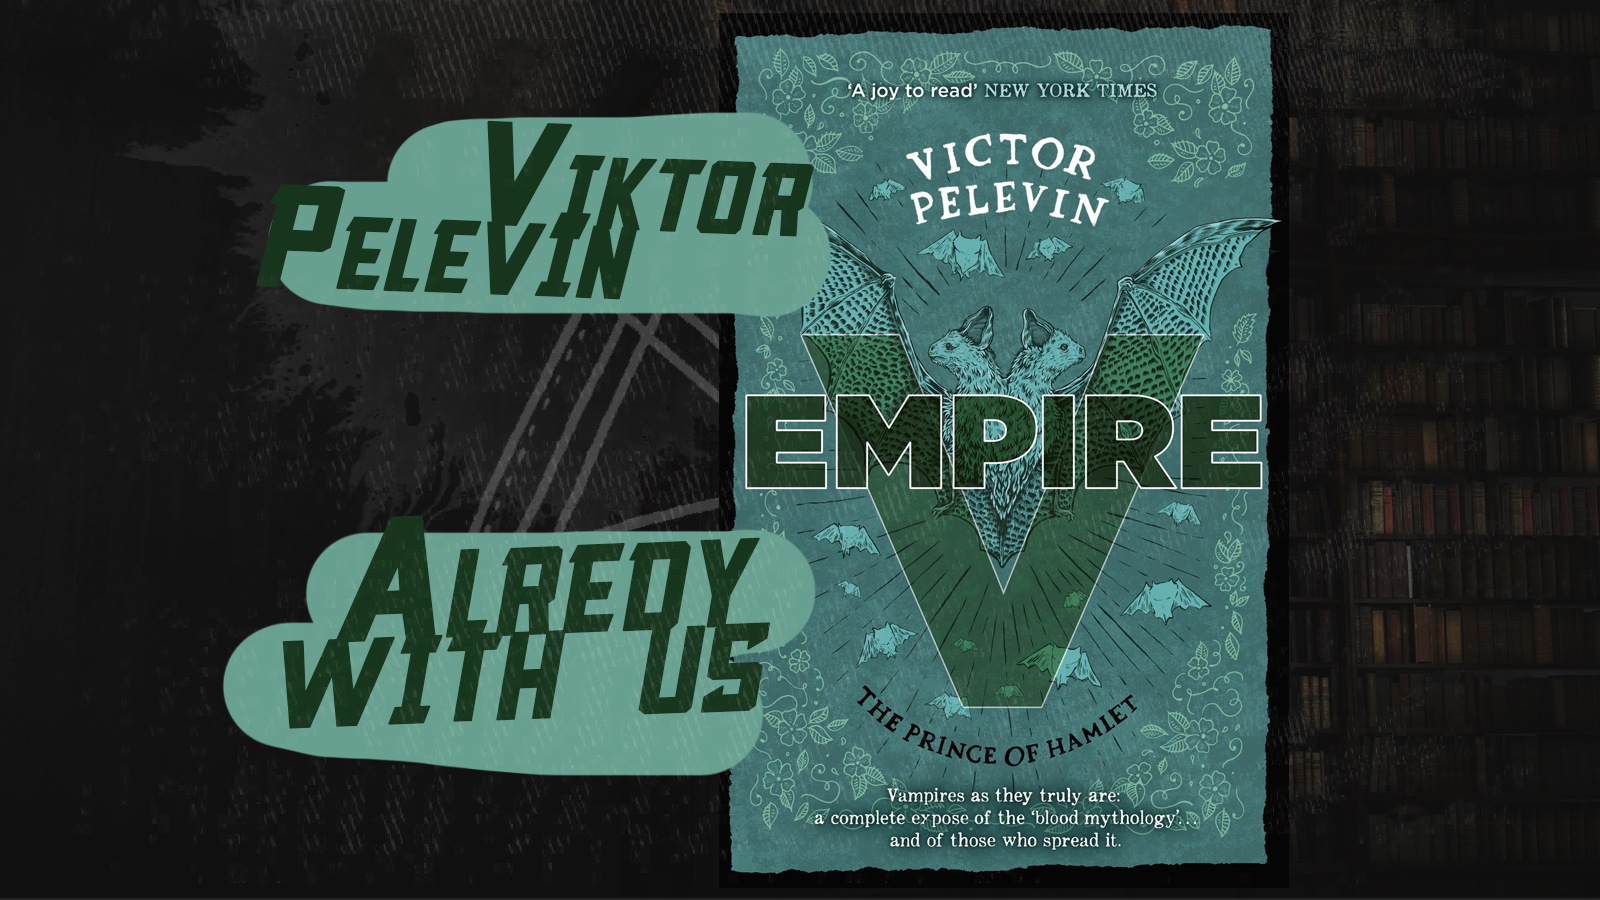 Viktor
Pelevin
Alredy
with us
'A joy to read' NEW YORK TIMES
VICTOR
PELEVIN
EMPIRE
V
THE PRINCE OF HAMLET
Vampires as they truly are:
a complete expose of the 'blood mythology'...
and of those who spread it.